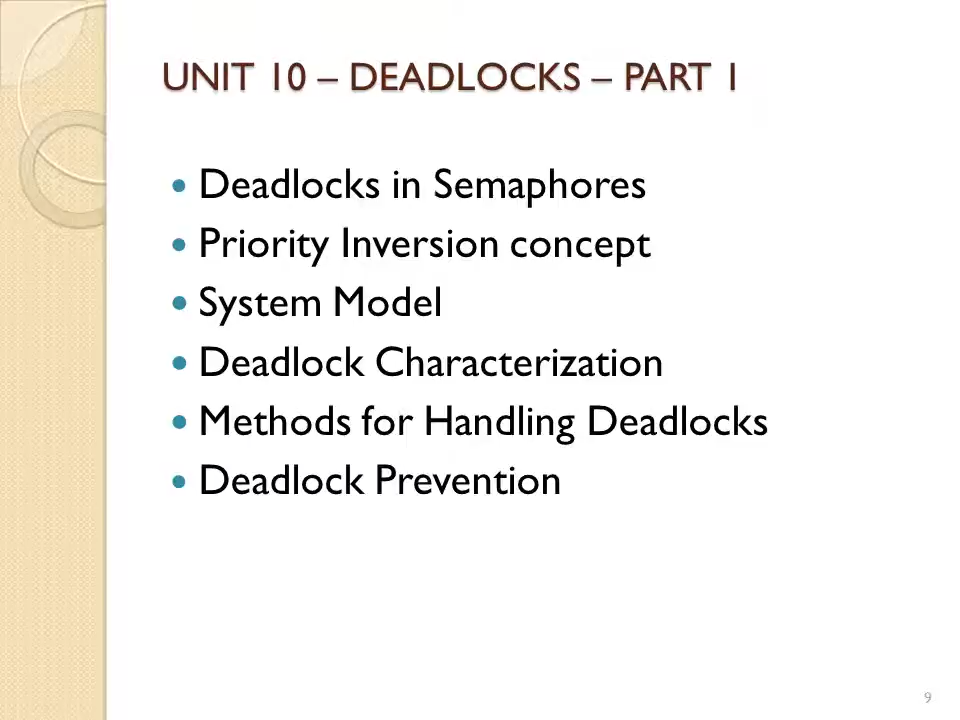 UNIT 10 – DEADLOCKS – PART 1
• Deadlocks in Semaphores
• Priority Inversion concept
• System Model
• Deadlock Characterization
• Methods for Handling Deadlocks
• Deadlock Prevention
9